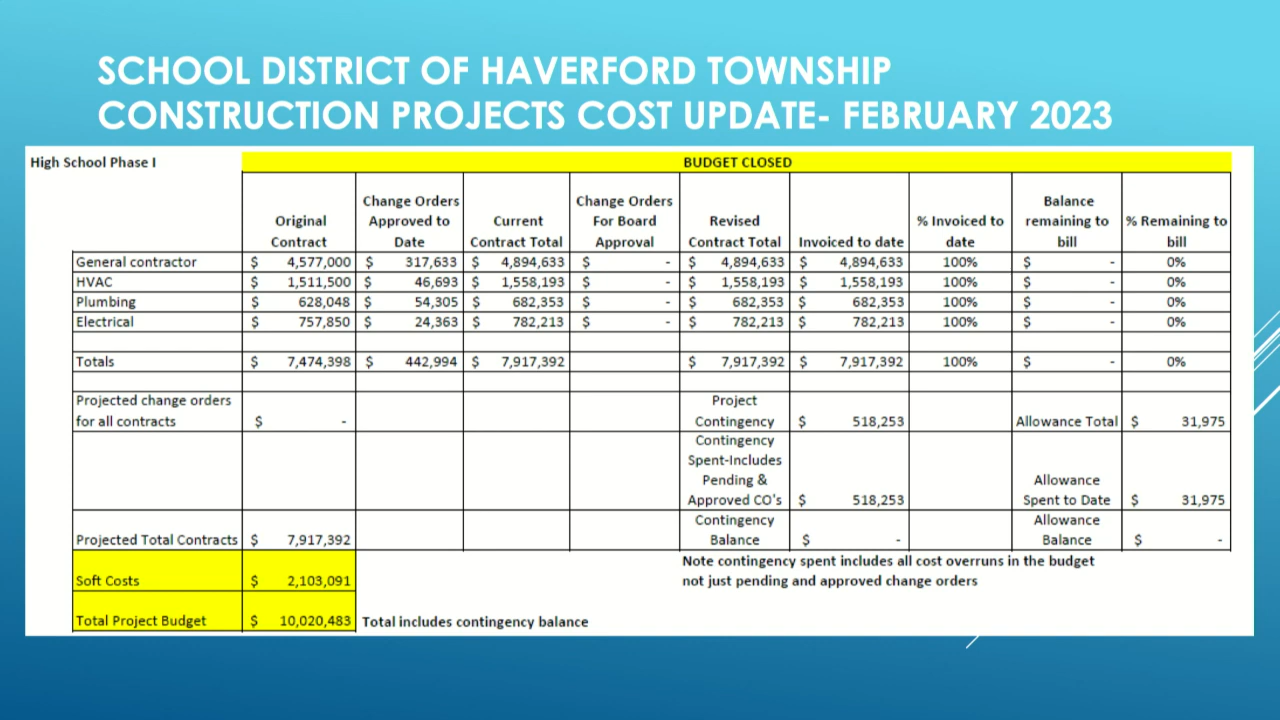 SCHOOL DISTRICT OF HAVERFORD TOWNSHIP
CONSTRUCTION PROJECTS COST UPDATE- FEBRUARY 2023
High School Phase I BUDGET CLOSED
Original Contract Change Orders Approved to Date Current Contract Total Change Orders For Board Approval Revised Contract Total Invoiced to date % Invoiced to date Balance remaining to bill % Remaining to bill
General contractor $ 4,577,000 $ 317,633 $ 4,894,633 $ - $ 4,894,633 $ 4,894,633 100% $ - 0%
HVAC $ 1,511,500 $ 46,693 $ 1,558,193 $ - $ 1,558,193 $ 1,558,193 100% $ - 0%
Plumbing $ 628,048 $ 54,305 $ 682,353 $ - $ 682,353 $ 682,353 100% $ - 0%
Electrical $ 757,850 $ 24,363 $ 782,213 $ - $ 782,213 $ 782,213 100% $ - 0%
Totals $ 7,474,398 $ 442,994 $ 7,917,392 $ 7,917,392 $ 7,917,392 100% $ - 0%
Projected change orders for all contracts $ - Project Contingency $ 518,253 Allowance Total $ 31,975
Contingency Spent-Includes Pending & Approved CO's $ 518,253 Allowance Spent to Date $ 31,975
Projected Total Contracts $ 7,917,392 Contingency Balance $ - Allowance Balance $ -
Soft Costs $ 2,103,091 Note contingency spent includes all cost overruns in the budget
not just pending and approved change orders
Total Project Budget $ 10,020,483 Total includes contingency balance